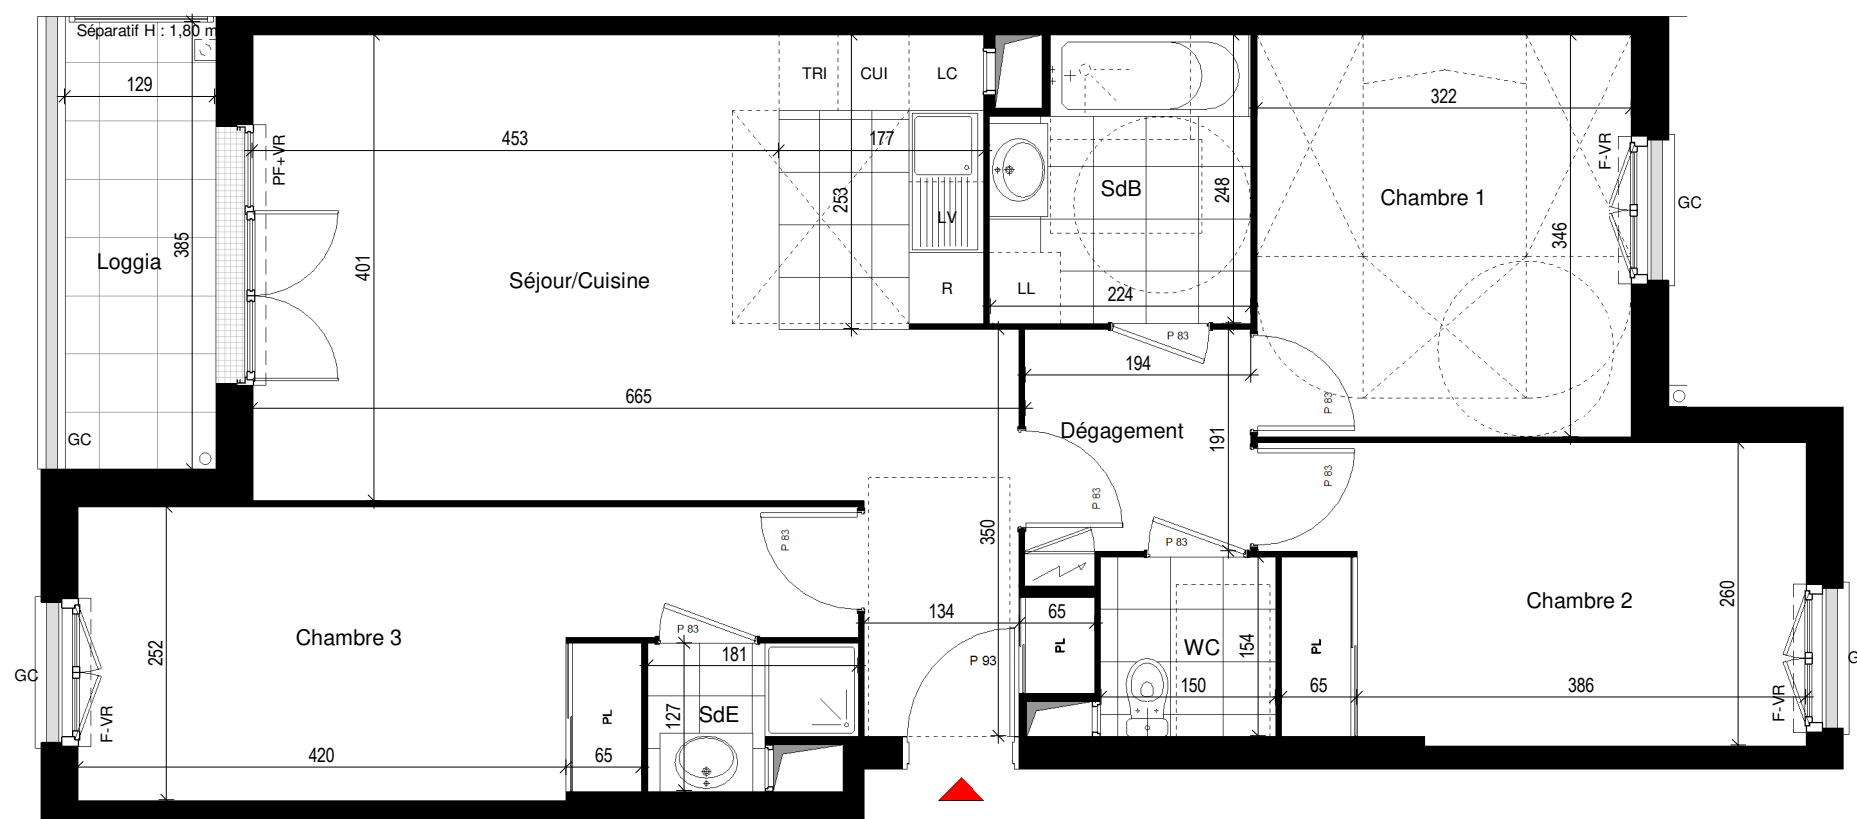 Séparatif H : 1,80 m
129
385
Loggia
GC
PF+VR
453
177
TRI
CUI
LC
253
LV
R
401
Séjour/Cuisine
665
SdB
248
LL
224
P 83
322
F-VR
GC
Chambre 1
346
194
Dégagement
191
P 83
P 83
P 83
P 83
350
134
65
PL
P 93
WC
154
150
PL
65
Chambre 2
260
386
F-VR
G
Chambre 3
252
GC
F-VR
420
65
PL
P 83
P 83
181
SdE
127